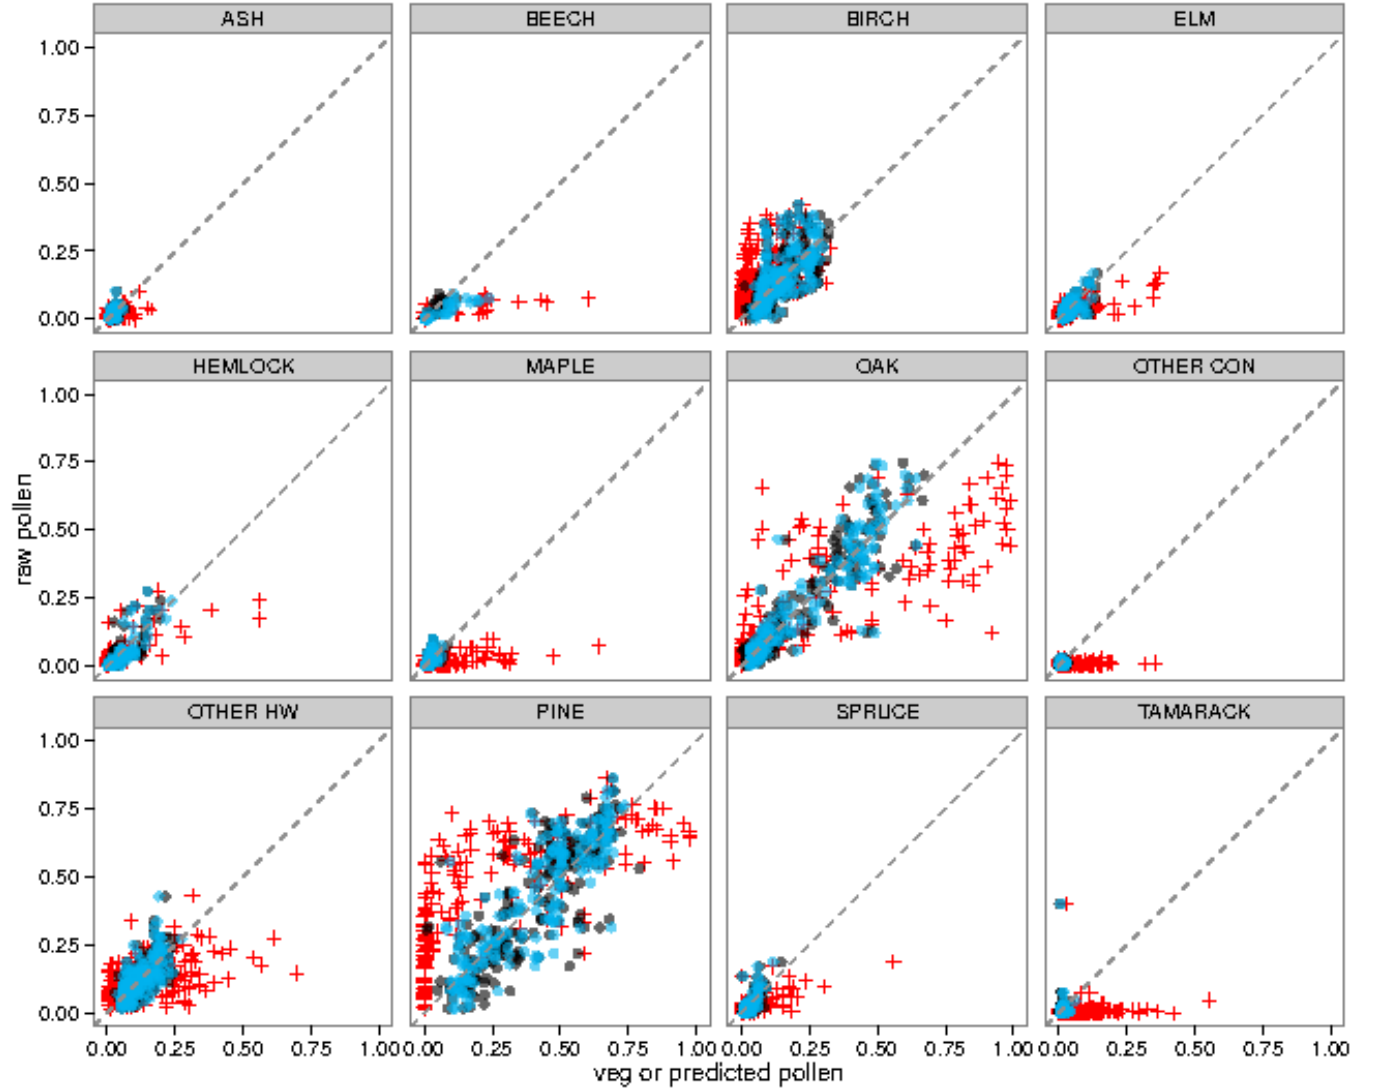 ASH BEECH BIRCH ELM
1.00
0.75
0.50
0.25
0.00
HEMLOCK MAPLE OAK OTHER CON
1.00
0.75
0.50
0.25
0.00
raw pollen
OTHER HW PINE SPRUCE TAMARACK
1.00
0.75
0.50
0.25
0.00
0.00 0.25 0.50 0.75 1.00 0.00 0.25 0.50 0.75 1.00 0.00 0.25 0.50 0.75 1.00 0.00 0.25 0.50 0.75 1.00
veg or predicted pollen